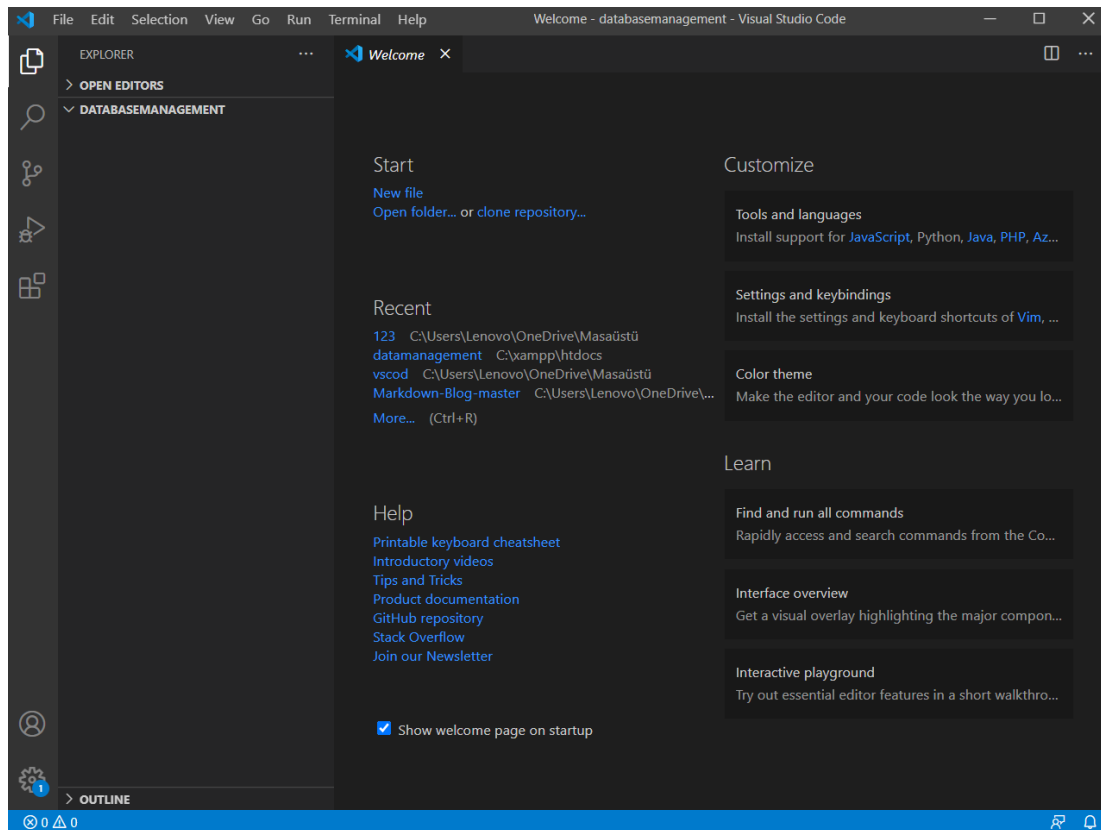 File Edit Selection View Go Run Terminal Help Welcome - databasemanagement - Visual Studio Code
EXPLORER
OPEN EDITORS
DATABASEMANAGEMENT
OUTLINE
Welcome
Start
New file
Open folder... or clone repository...
Recent
123 C:\Users\Lenovo\OneDrive\Masaüstü
datamanagement C:\xampp\htdocs
vscod C:\Users\Lenovo\OneDrive\Masaüstü
Markdown-Blog-master C:\Users\Lenovo\OneDrive\...
More... (Ctrl+R)
Help
Printable keyboard cheatsheet
Introductory videos
Tips and Tricks
Product documentation
GitHub repository
Stack Overflow
Join our Newsletter
Show welcome page on startup
Customize
Tools and languages
Install support for JavaScript, Python, Java, PHP, Az...
Settings and keybindings
Install the settings and keyboard shortcuts of Vim, ...
Color theme
Make the editor and your code look the way you lo...
Learn
Find and run all commands
Rapidly access and search commands from the Co...
Interface overview
Get a visual overlay highlighting the major compon...
Interactive playground
Try out essential editor features in a short walkthro...
1
0 0